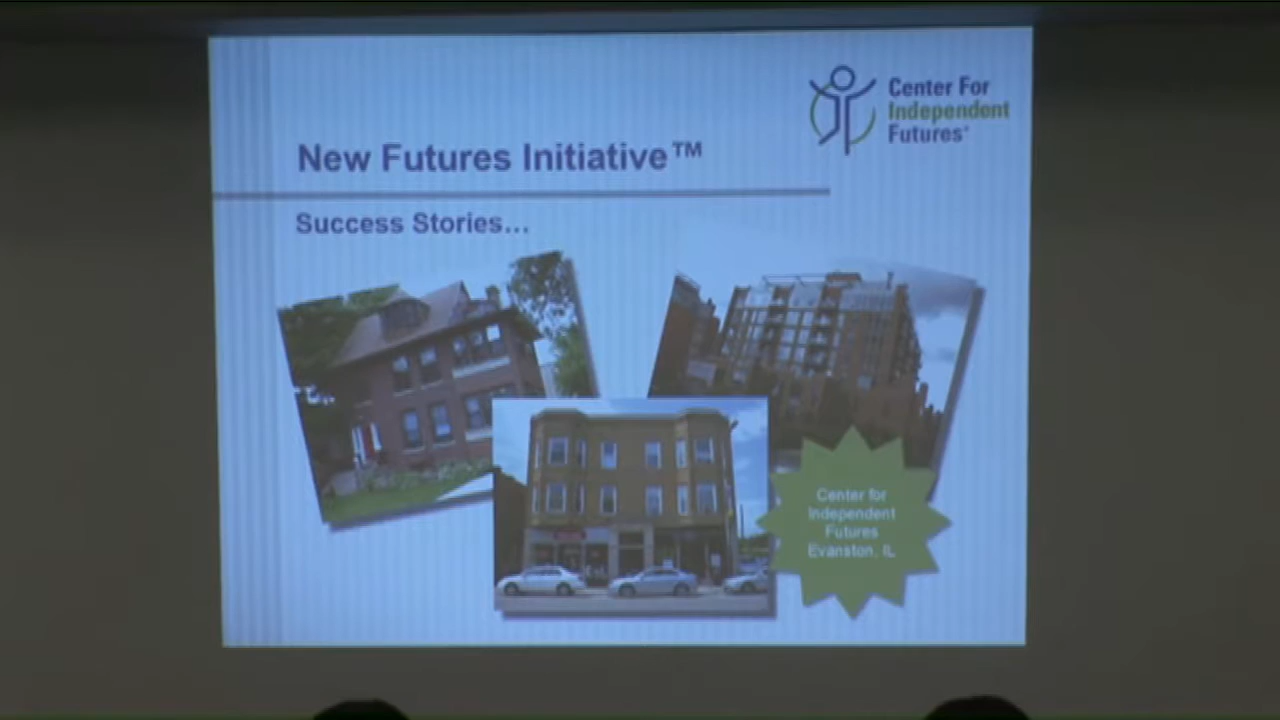 Center For
Independent
Futures
New Futures Initiative™
Success Stories...
Center for
Independent
Futures
Evanston, IL